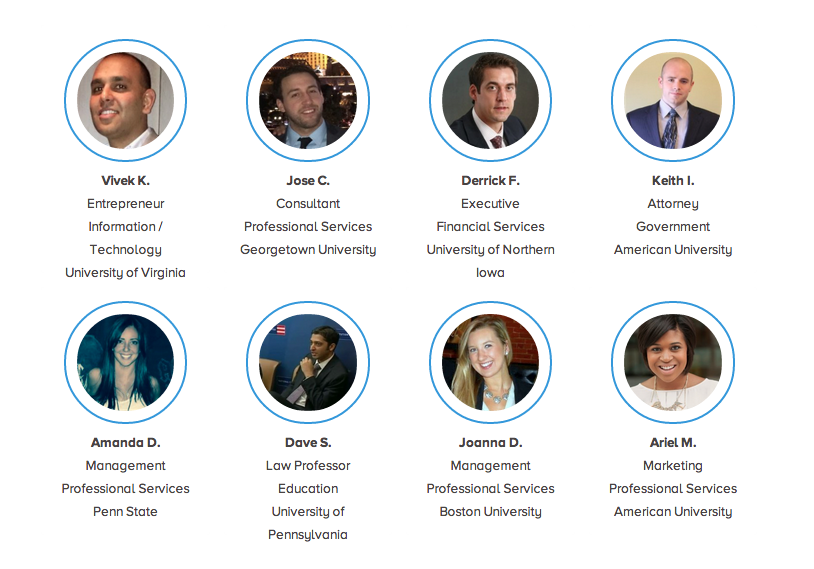 Vivek K.
Entrepreneur
Information /
Technology
University of Virginia
Jose C.
Consultant
Professional Services
Georgetown University
Derrick F.
Executive
Financial Services
University of Northern
Iowa
Keith I.
Attorney
Government
American University
Amanda D.
Management
Professional Services
Penn State
Dave S.
Law Professor
Education
University of
Pennsylvania
Joanna D.
Management
Professional Services
Boston University
Ariel M.
Marketing
Professional Services
American University